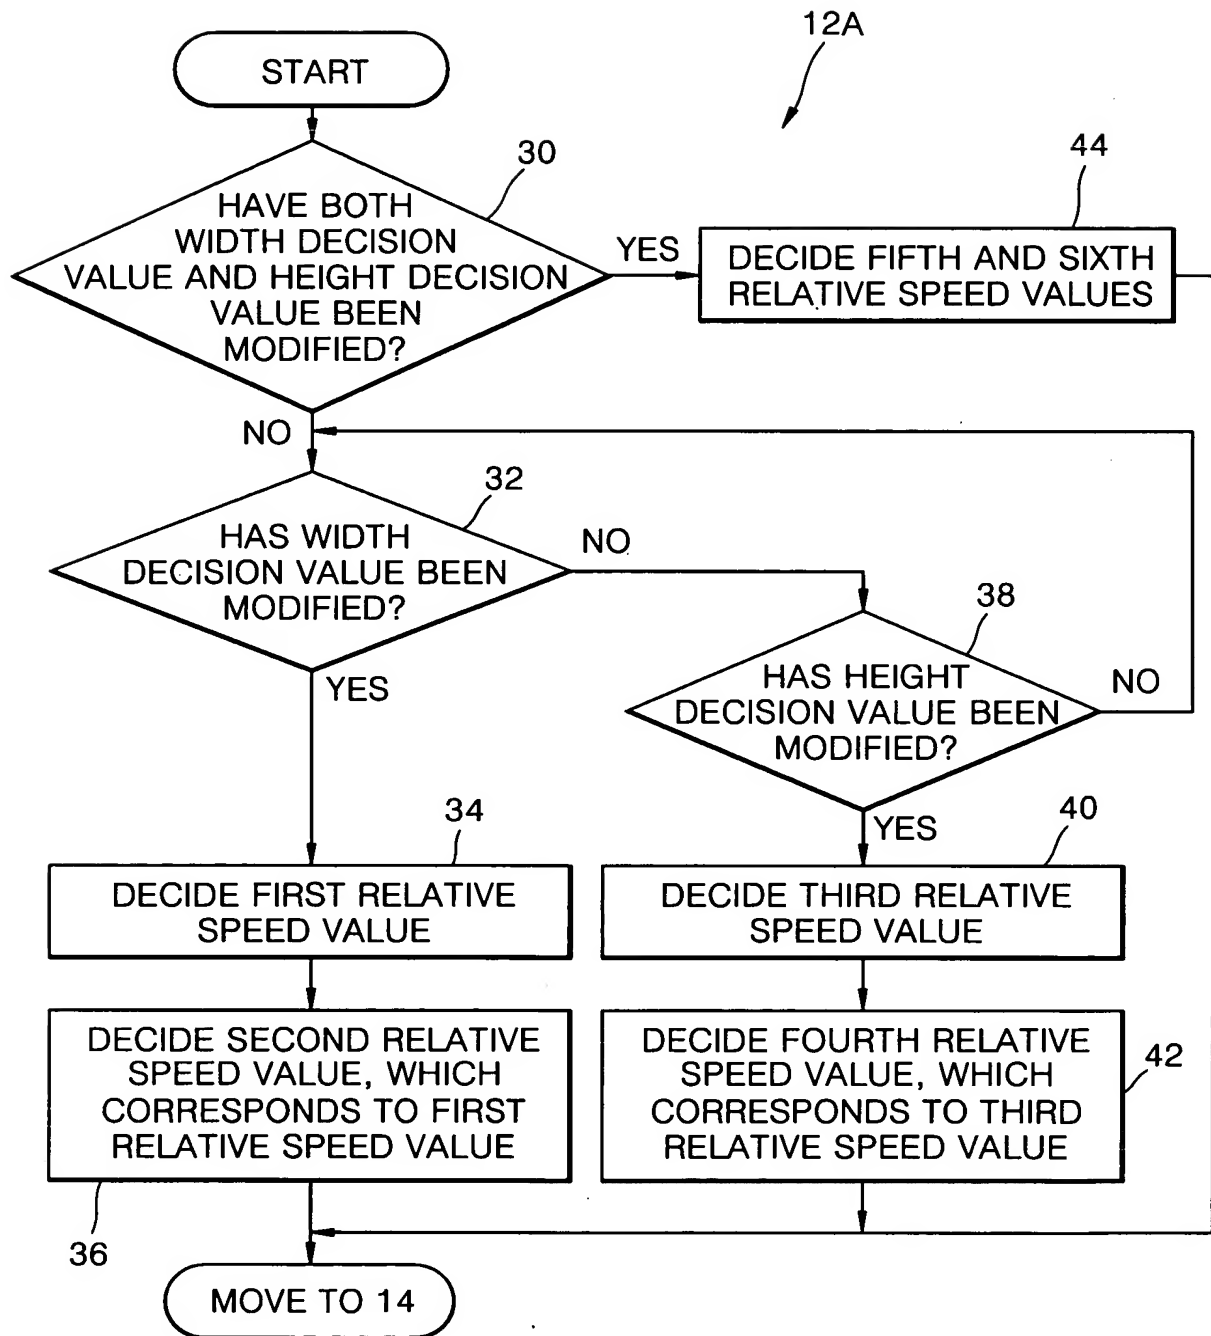 12A
START
30
HAVE BOTH
WIDTH DECISION
VALUE AND HEIGHT DECISION
VALUE BEEN
MODIFIED?
YES
44
DECIDE FIFTH AND SIXTH
RELATIVE SPEED VALUES
NO
32
HAS WIDTH
DECISION VALUE BEEN
MODIFIED?
NO
YES
38
HAS HEIGHT
DECISION VALUE BEEN
MODIFIED?
NO
YES
34
DECIDE FIRST RELATIVE
SPEED VALUE
40
DECIDE THIRD RELATIVE
SPEED VALUE
DECIDE SECOND RELATIVE
SPEED VALUE, WHICH
CORRESPONDS TO FIRST
RELATIVE SPEED VALUE
36
DECIDE FOURTH RELATIVE
SPEED VALUE, WHICH
CORRESPONDS TO THIRD
RELATIVE SPEED VALUE
42
MOVE TO 14